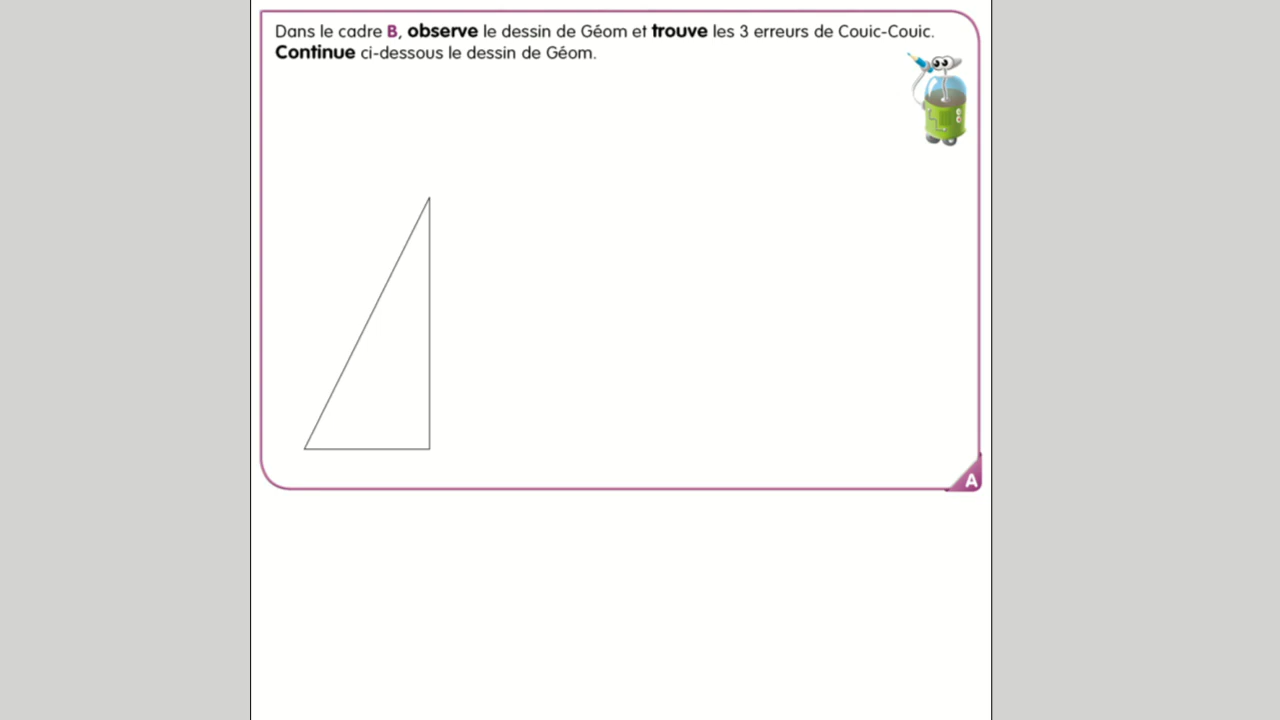 Dans le cadre B, observe le dessin de Géom et trouve les 3 erreurs de Couic-Couic.
Continue ci-dessous le dessin de Géom.
A